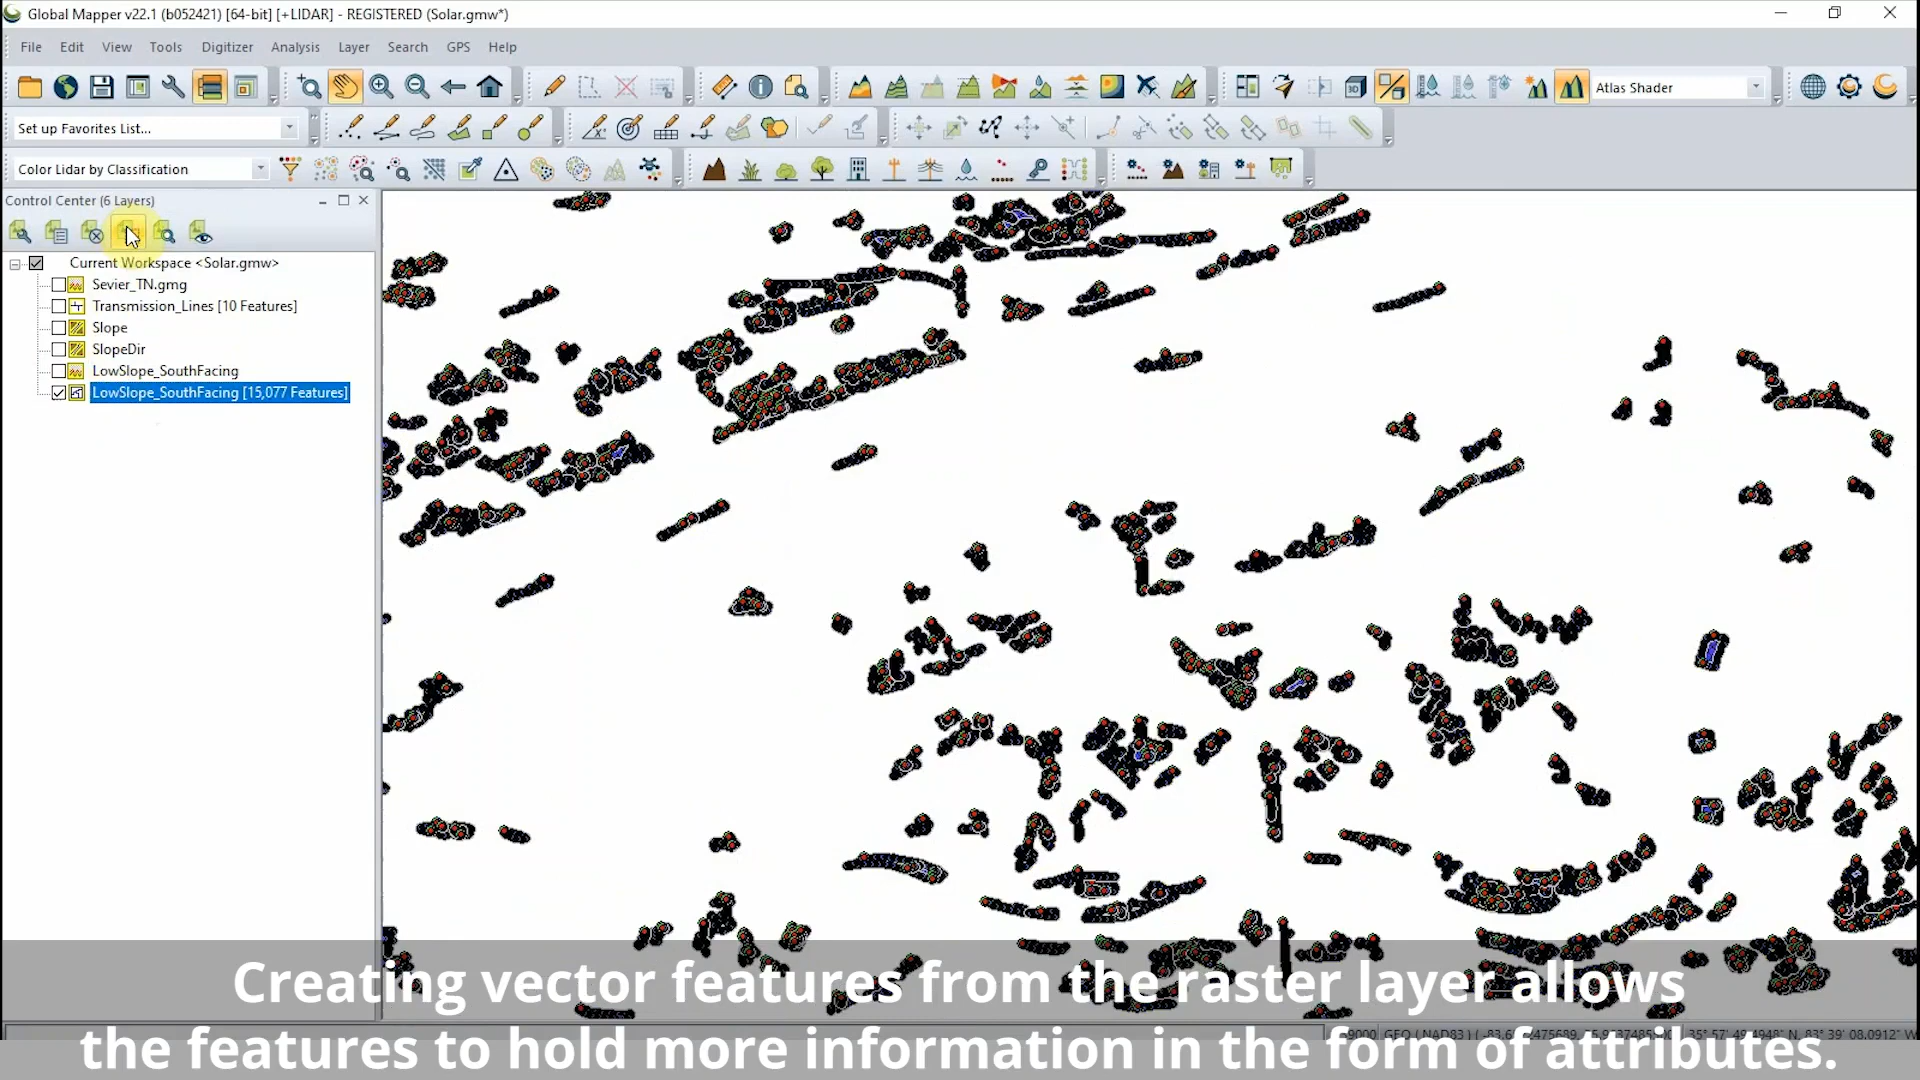 Global Mapper v22.1 (b052421) [64-bit] [+LIDAR] - REGISTERED (Solar.gmw*)
File Edit View Tools Digitizer Analysis Layer Search GPS Help
3D Atlas Shader
Set up Favorites List...
Color Lidar by Classification
Control Center (6 Layers)
Current Workspace <Solar.gmw>
Sevier_TN.gmg
Transmission_Lines [10 Features]
Slope
SlopeDir
LowSlope_SouthFacing
LowSlope_SouthFacing [15,077 Features]
Creating vector features from the raster layer allows
the features to hold more information in the form of attributes.